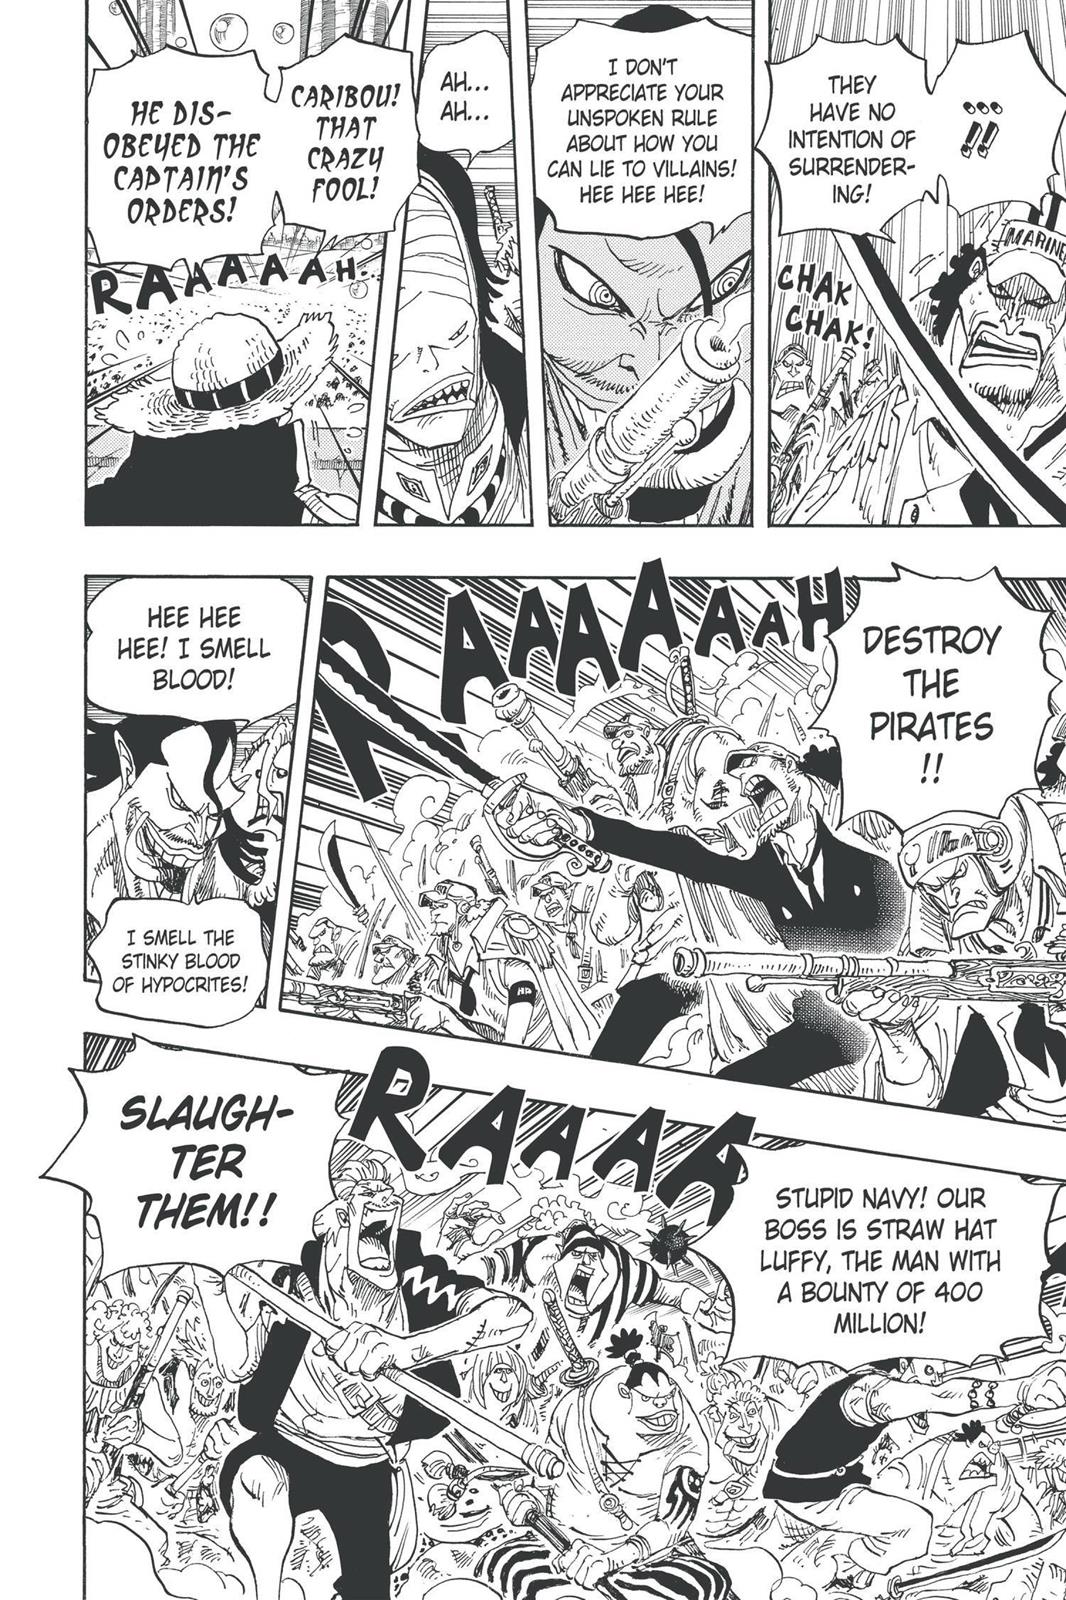 !!
THEY
HAVE NO
INTENTION OF
SURRENDER-
ING!
MARINE
CHAK
CHAK!
I DON'T
APPRECIATE YOUR
UNSPOKEN RULE
ABOUT HOW YOU
CAN LIE TO VILLAINS!
HEE HEE HEE!
AH...
AH...
CARIBOU!
THAT
CRAZY
FOOL!
HE DIS-
OBEYED THE
CAPTAIN'S
ORDERS!
RAAAAAAH..
DESTROY
THE
PIRATES
!!
RAAAAAAAH
HEE HEE
HEE! I SMELL
BLOOD!
I SMELL THE
STINKY BLOOD
OF HYPOCRITES!
STUPID NAVY! OUR
BOSS IS STRAW HAT
LUFFY, THE MAN WITH
A BOUNTY OF 400
MILLION!
RAAAA
SLAUGH-
TER
THEM!!